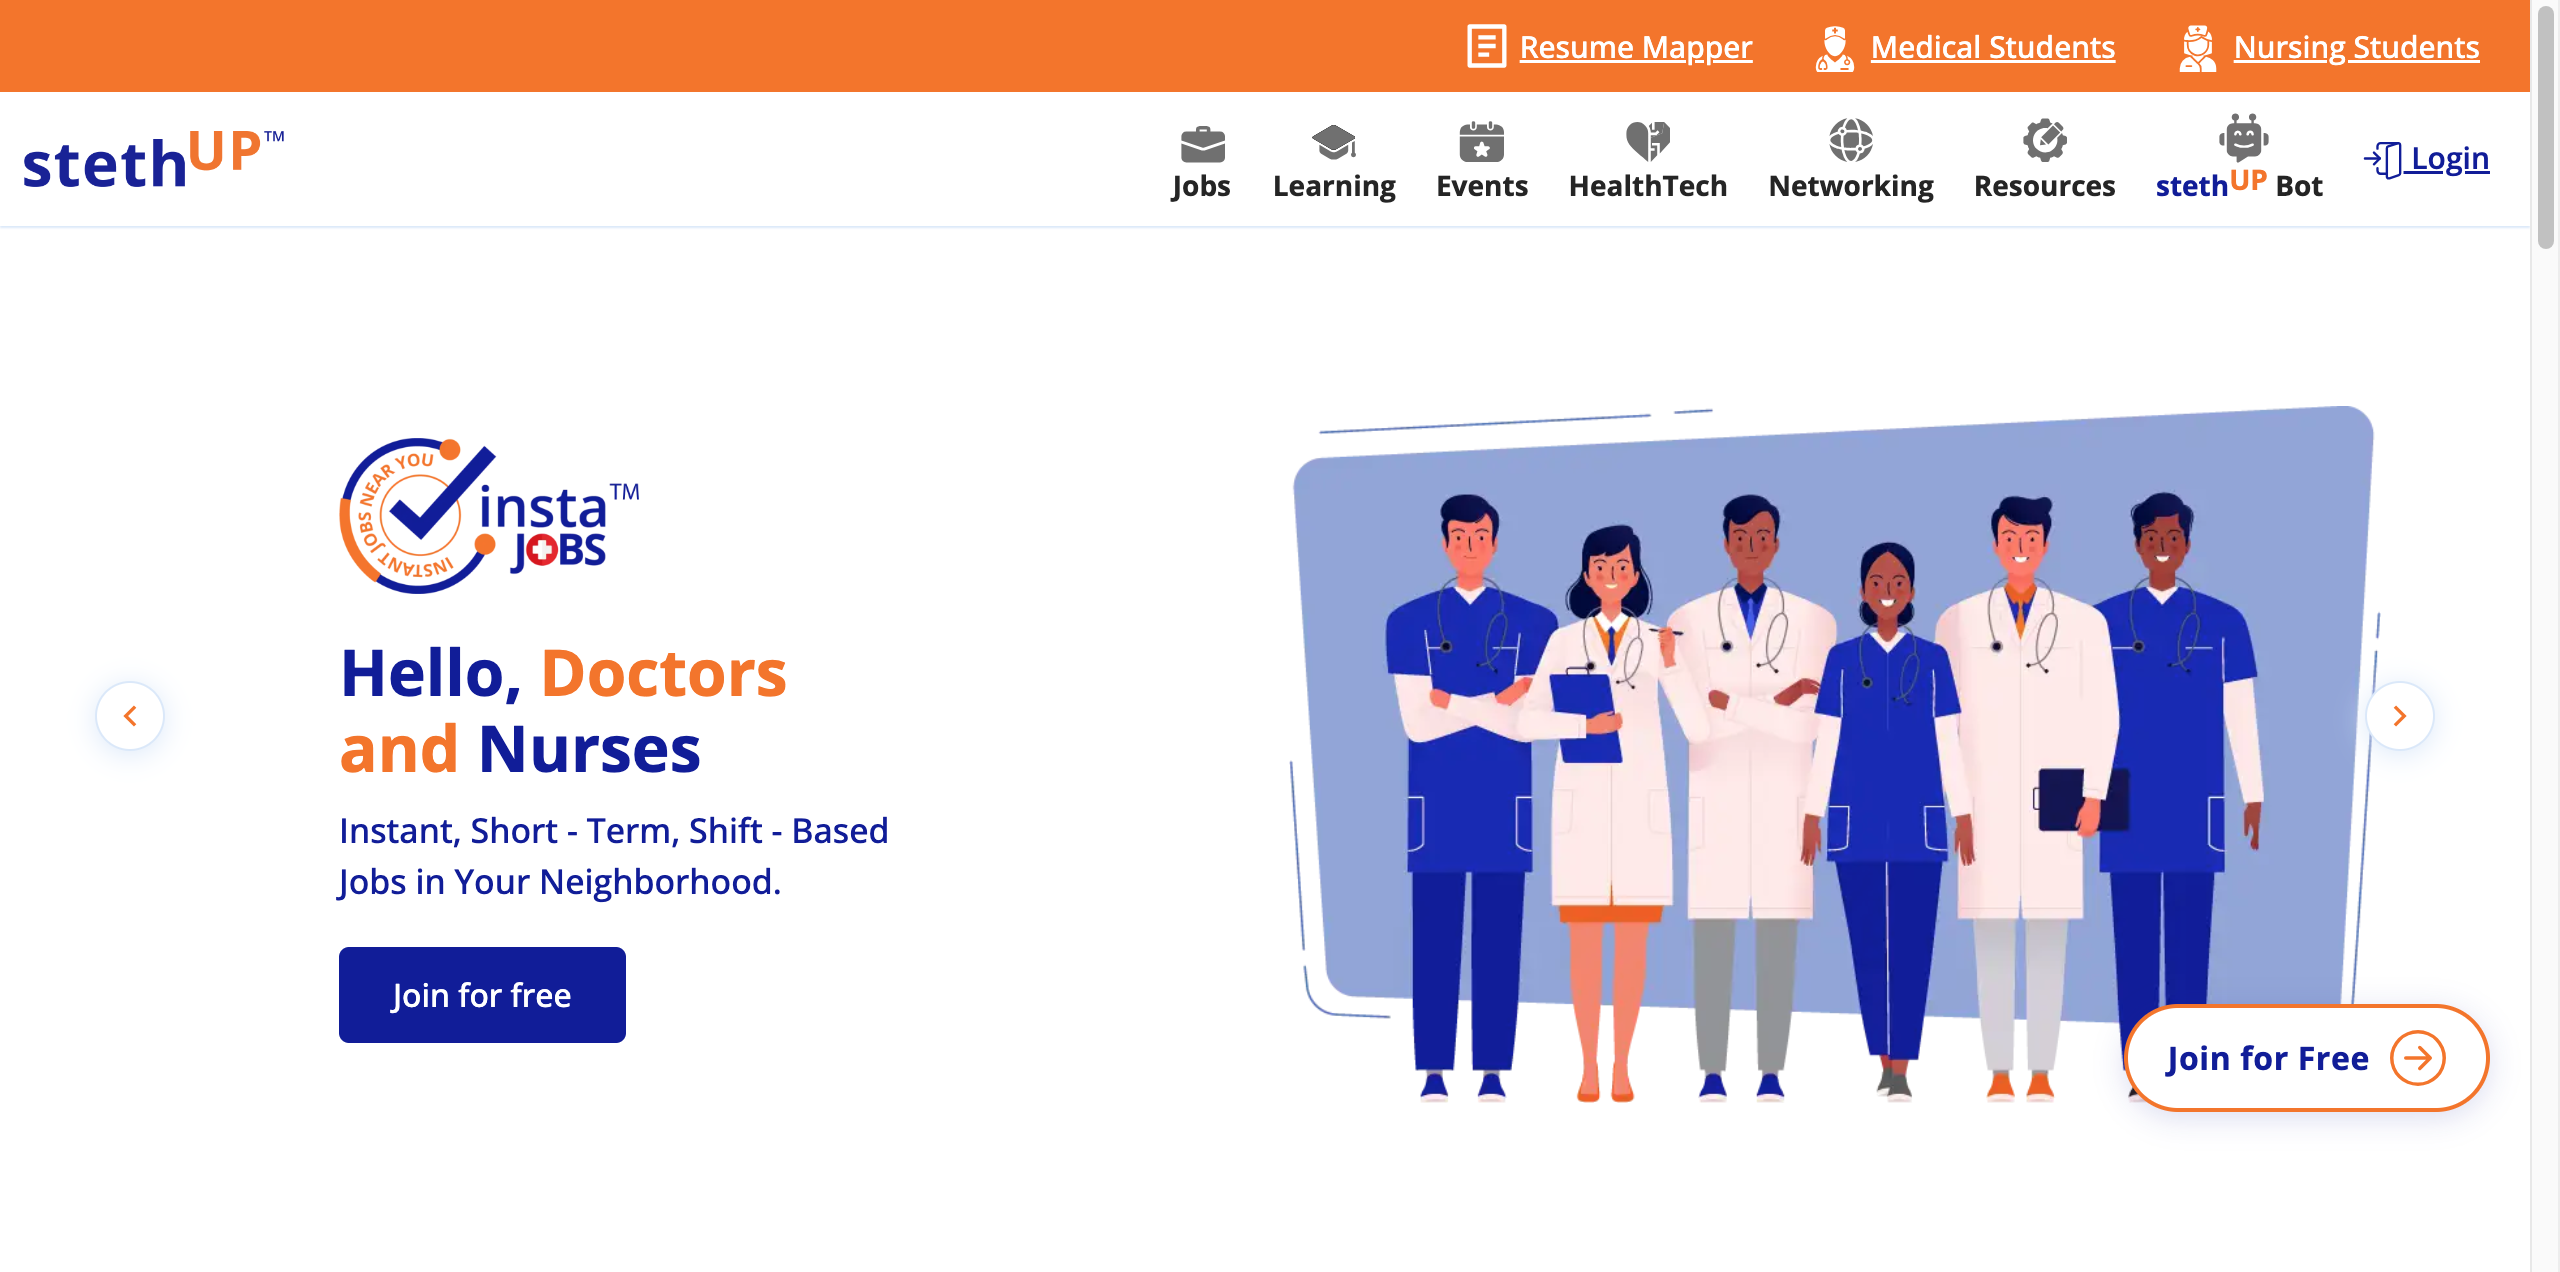 Resume Mapper Medical Students Nursing Students
stethUP™
Jobs Learning Events HealthTech Networking Resources stethUP Bot Login
INSTANT JOBS NEAR YOU
insta™
JOBS
Hello, Doctors
and Nurses
Instant, Short - Term, Shift - Based
Jobs in Your Neighborhood.
Join for free
Join for Free